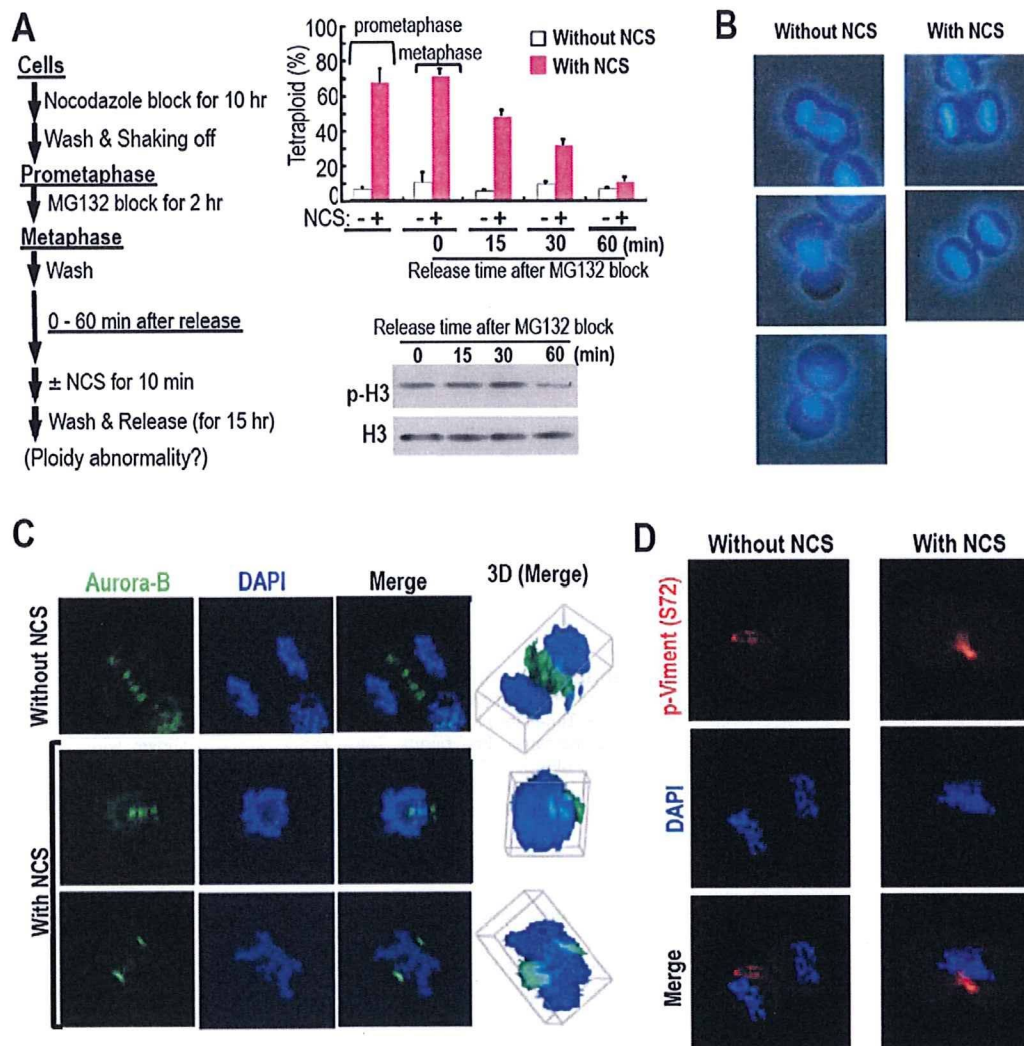 A
Cells
Nocodazole block for 10 hr
Wash & Shaking off
Prometaphase
MG132 block for 2 hr
Metaphase
Wash
0 - 60 min after release
± NCS for 10 min
Wash & Release (for 15 hr)
(Ploidy abnormality?)
prometaphase
metaphase
Without NCS
With NCS
Tetraploid (%)
80
60
40
20
0
NCS: - + - + - + - + - +
0 15 30 60 (min)
Release time after MG132 block
Release time after MG132 block
0 15 30 60 (min)
p-H3
H3
B
Without NCS With NCS
C
Aurora-B DAPI Merge 3D (Merge)
Without NCS
With NCS
D
Without NCS With NCS
p-Viment (S72)
DAPI
Merge